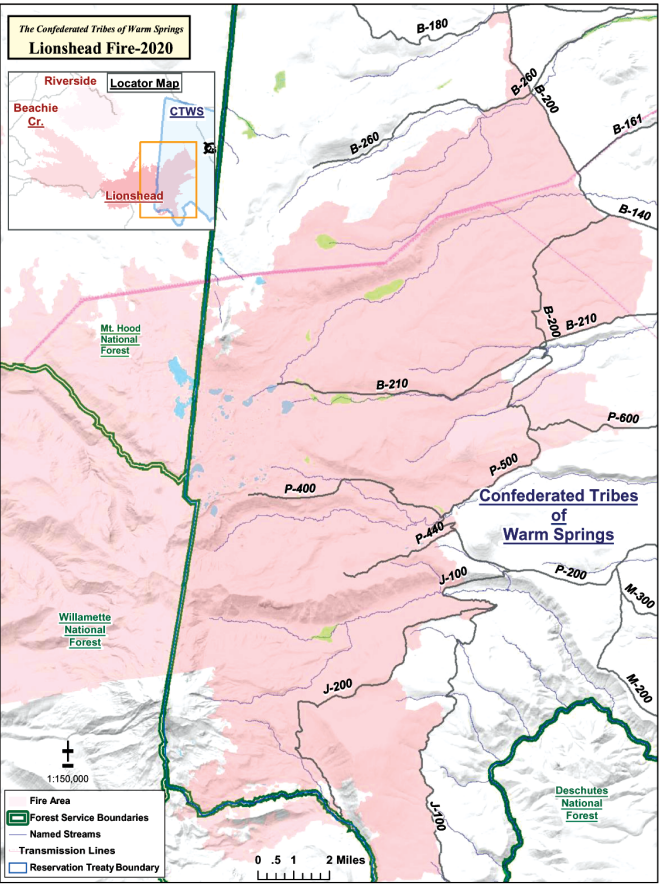 The Confederated Tribes of Warm Springs
Lionshead Fire-2020
Riverside
Locator Map
Beachie
Cr.
CTWS
Lionshead
B-180
B-260
B-200
B-260
B-161
B-140
B-200
B-210
Mt. Hood
National
Forest
B-210
P-600
P-500
P-400
Confederated Tribes
of
Warm Springs
P-440
J-100
P-200
M-300
Willamette
National
Forest
J-200
M-200
1:150,000
Deschutes
National
Forest
J-100
Fire Area
Forest Service Boundaries
Named Streams
Transmission Lines
Reservation Treaty Boundary
0 .5 1 2 Miles